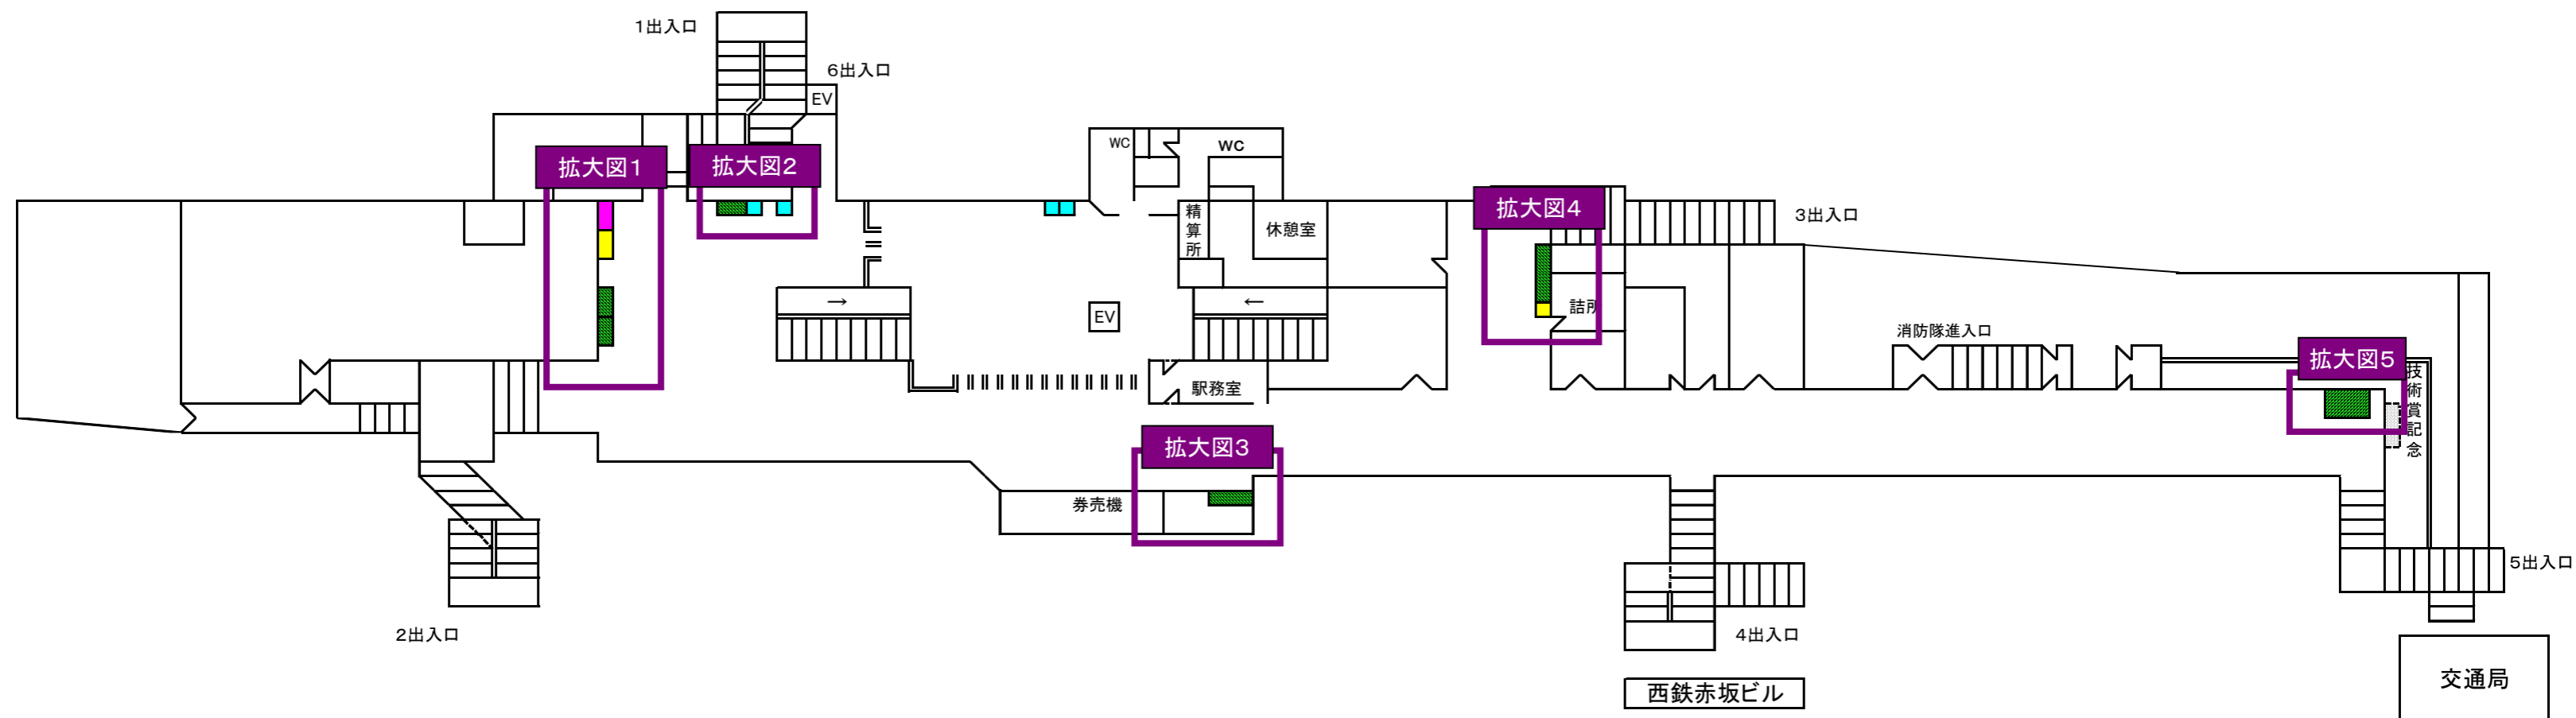 1出入口
6出入口
EV
WC
WC
拡大図1
拡大図2
拡大図4
精算所
休憩室
3出入口
→
EV
←
詰所
消防隊進入口
拡大図5
駅務室
技術賞記念
拡大図3
券売機
5出入口
2出入口
4出入口
西鉄赤坂ビル
交通局